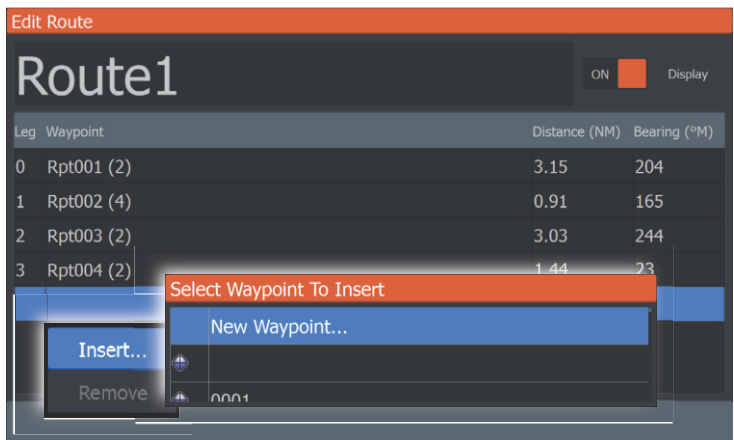 Edit Route
Route1
ON Display
Leg Waypoint Distance (NM) Bearing (°M)
0 Rpt001 (2) 3.15 204
1 Rpt002 (4) 0.91 165
2 Rpt003 (2) 3.03 244
3 Rpt004 (2) 1.44 23
Select Waypoint To Insert
New Waypoint...
Insert...
Remove
0001